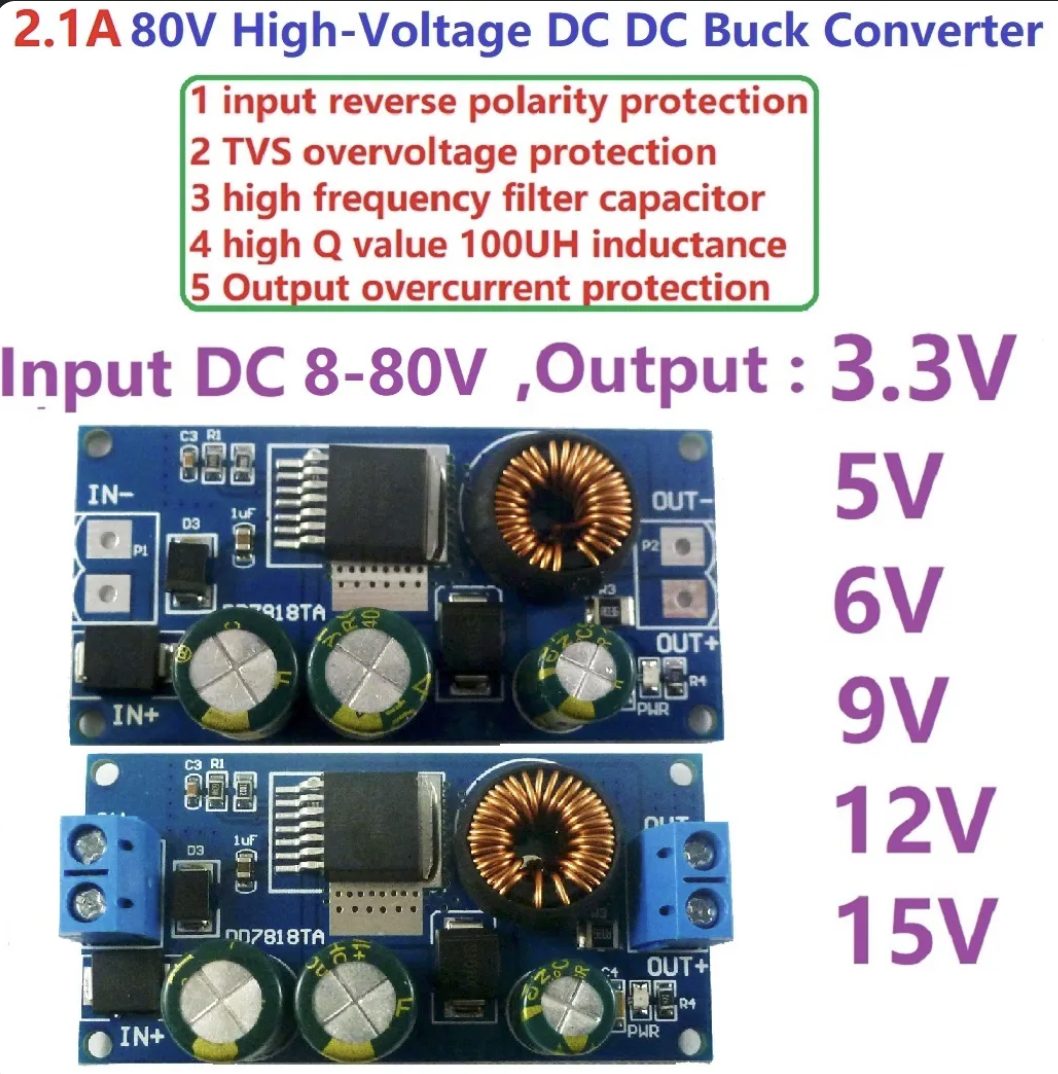 2.1A 80V High-Voltage DC DC Buck Converter
1 input reverse polarity protection
2 TVS overvoltage protection
3 high frequency filter capacitor
4 high Q value 100UH inductance
5 Output overcurrent protection
Input DC 8-80V ,Output : 3.3V
5V
6V
9V
12V
15V
C3 R1
IN-
OUT-
D3
1uF
P1
P2
DD7818TA
OUT+
R4
PWR
IN+
C3 R1
1uF
D3
DD7818TA
OUT+
C4
R4
PWR
IN+